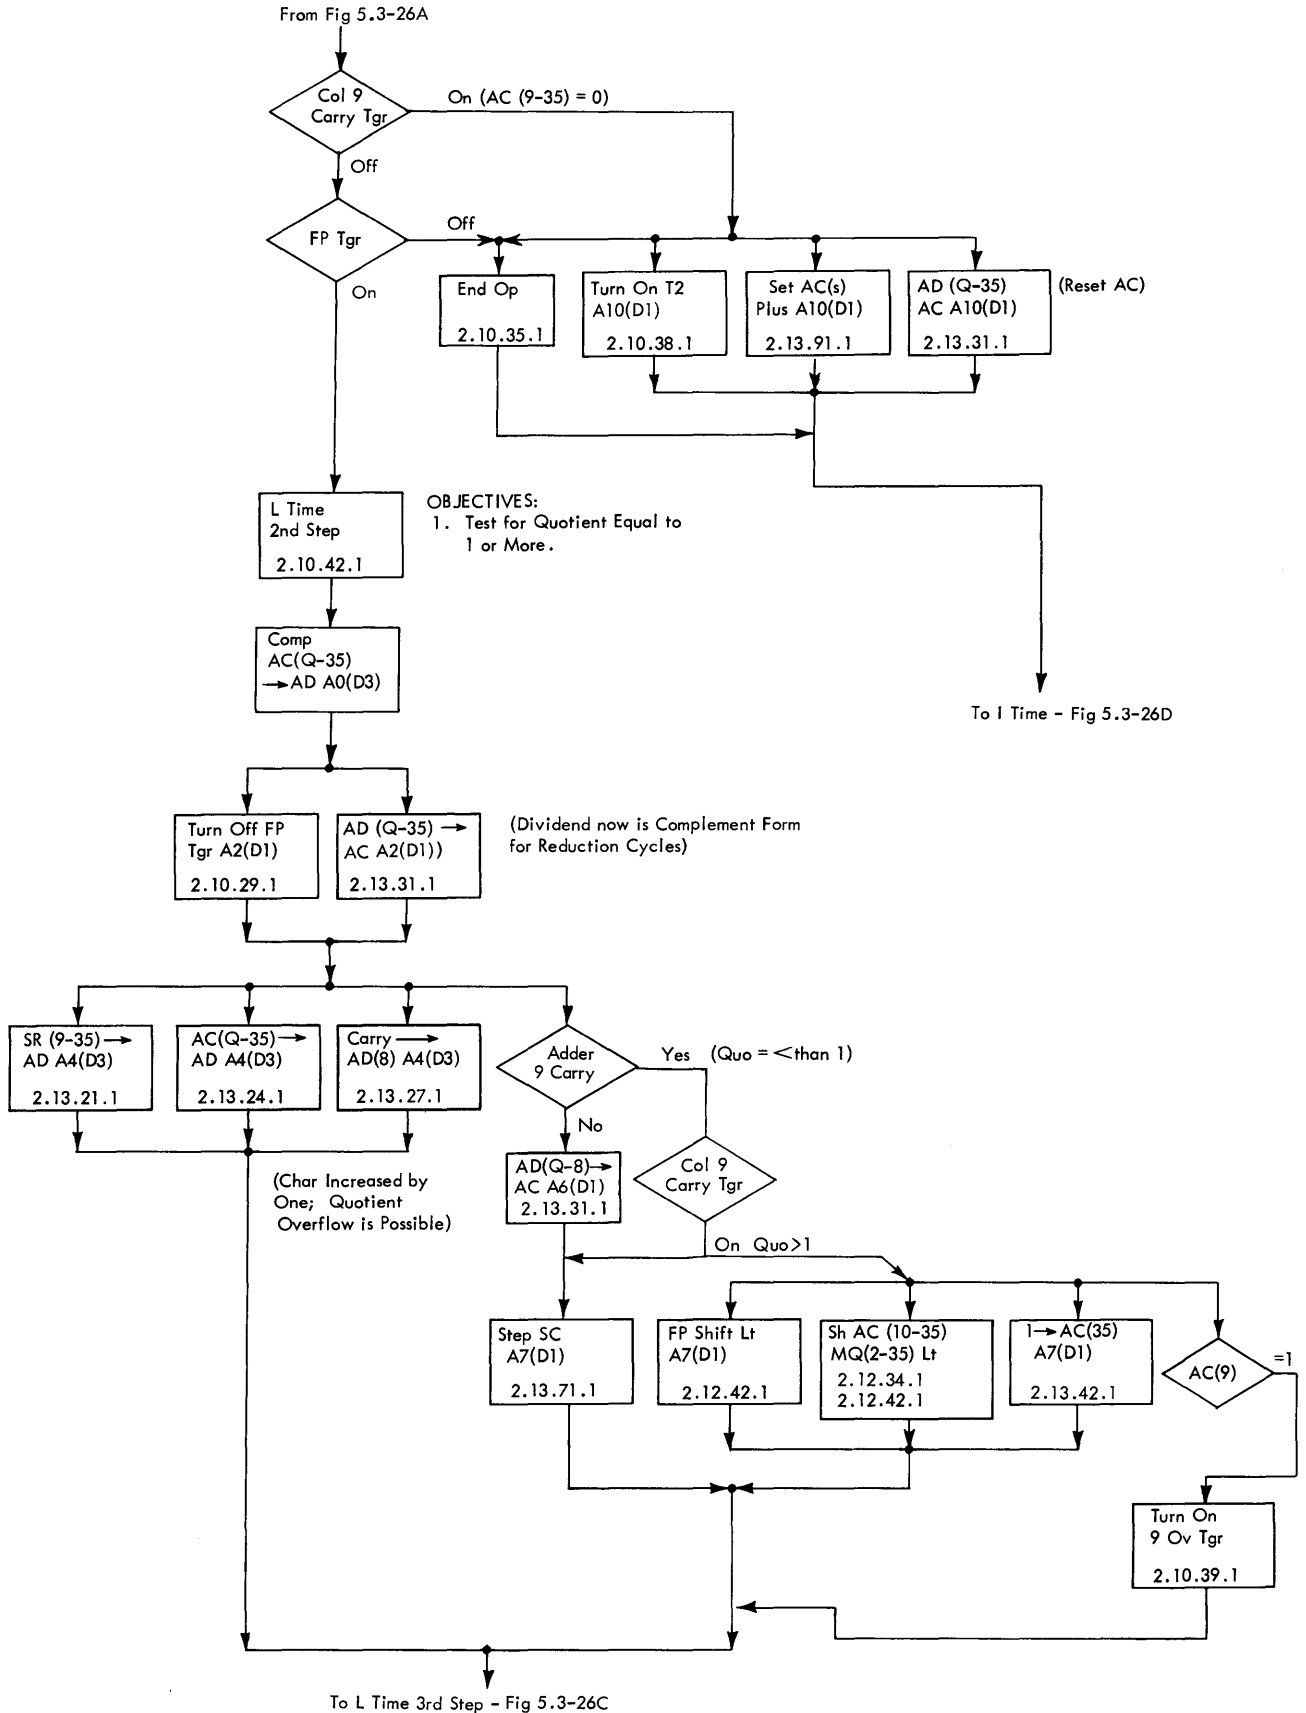 From Fig 5.3-26A
Col 9
Carry Tgr
On (AC (9-35) = 0)
Off
FP Tgr
Off
On
End Op
2.10.35.1
Turn On T2
A10(D1)
2.10.38.1
Set AC(s)
Plus A10(D1)
2.13.91.1
AD (Q-35)
AC A10(D1)
2.13.31.1
(Reset AC)
L Time
2nd Step
2.10.42.1
OBJECTIVES:
1. Test for Quotient Equal to
1 or More.
Comp
AC(Q-35)
→AD A0(D3)
To I Time - Fig 5.3-26D
Turn Off FP
Tgr A2(D1)
2.10.29.1
AD (Q-35) →
AC A2(D1))
2.13.31.1
(Dividend now is Complement Form
for Reduction Cycles)
SR (9-35)→
AD A4(D3)
2.13.21.1
AC(Q-35)→
AD A4(D3)
2.13.24.1
Carry →
AD(8) A4(D3)
2.13.27.1
Adder
9 Carry
Yes (Quo = <than 1)
No
(Char Increased by
One; Quotient
Overflow is Possible)
AD(Q-8)→
AC A6(D1)
2.13.31.1
Col 9
Carry Tgr
On Quo>1
Step SC
A7(D1)
2.13.71.1
FP Shift Lt
A7(D1)
2.12.42.1
Sh AC (10-35)
MQ(2-35) Lt
2.12.34.1
2.12.42.1
1→AC(35)
A7(D1)
2.13.42.1
AC(9)
=1
Turn On
9 Ov Tgr
2.10.39.1
To L Time 3rd Step - Fig 5.3-26C